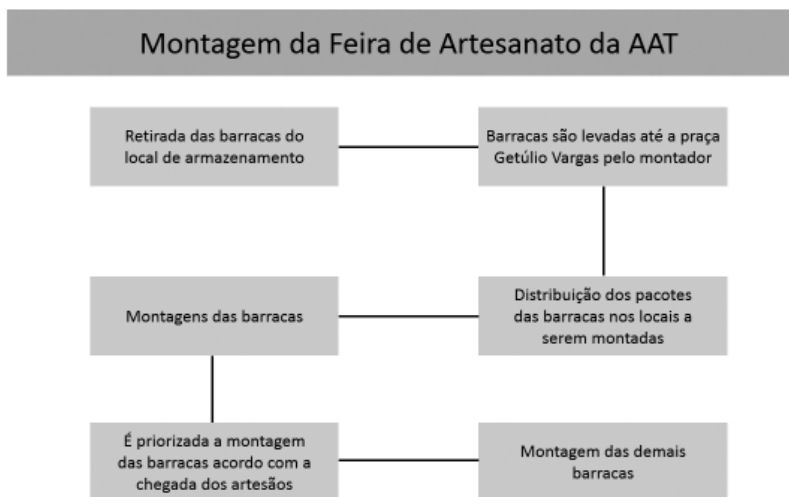 Montagem da Feira de Artesanato da AAT
Retirada das barracas do
local de armazenamento
Barracas são levadas até a praça
Getúlio Vargas pelo montador
Distribuição dos pacotes
das barracas nos locais a
serem montadas
Montagens das barracas
É priorizada a montagem
das barracas acordo com a
chegada dos artesãos
Montagem das demais
barracas